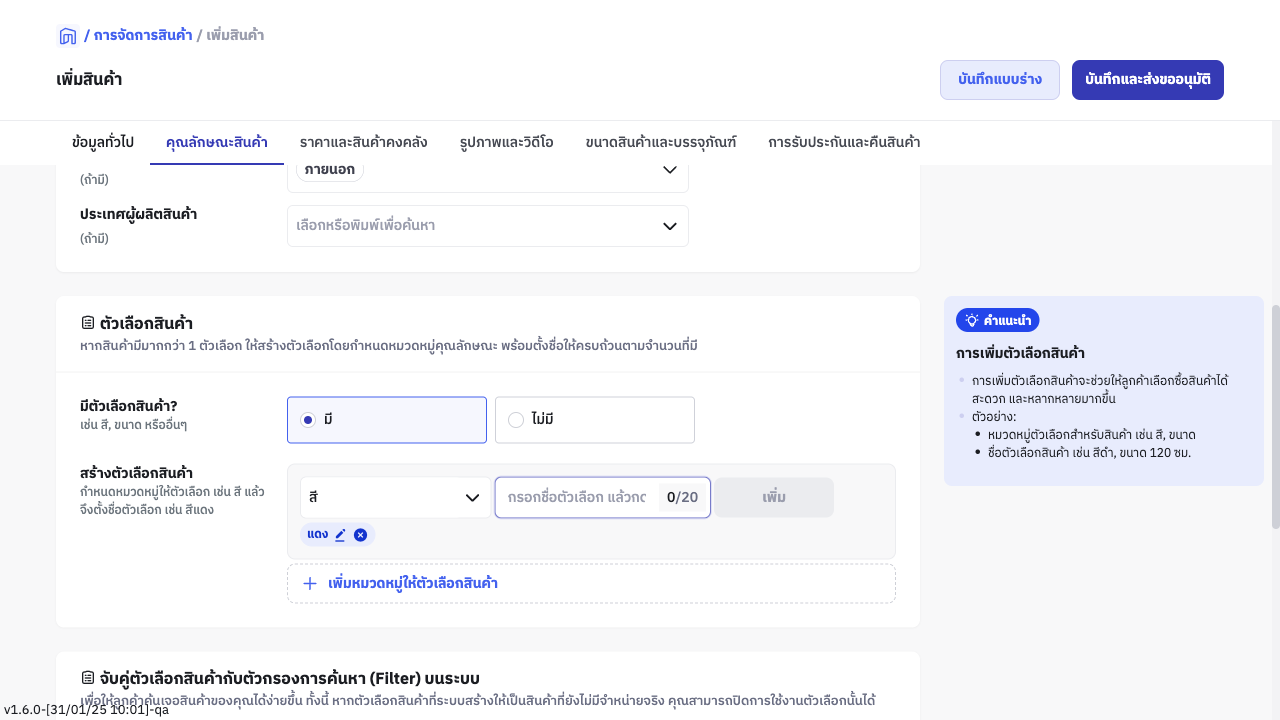 / การจัดการสินค้า / เพิ่มสินค้า
เพิ่มสินค้า
บันทึกแบบร่าง
บันทึกและส่งขออนุมัติ
ข้อมูลทั่วไป
คุณลักษณะสินค้า
ราคาและสินค้าคงคลัง
รูปภาพและวิดีโอ
ขนาดสินค้าและบรรจุภัณฑ์
การรับประกันและคืนสินค้า
(ถ้ามี)
ภายนอก
ประเทศผู้ผลิตสินค้า
(ถ้ามี)
เลือกหรือพิมพ์เพื่อค้นหา
ตัวเลือกสินค้า
หากสินค้ามีมากกว่า 1 ตัวเลือก ให้สร้างตัวเลือกโดยกำหนดหมวดหมู่คุณลักษณะ พร้อมตั้งชื่อให้ครบถ้วนตามจำนวนที่มี
มีตัวเลือกสินค้า?
เช่น สี, ขนาด หรืออื่นๆ
มี
ไม่มี
สร้างตัวเลือกสินค้า
กำหนดหมวดหมู่ให้ตัวเลือก เช่น สี แล้ว
จึงตั้งชื่อตัวเลือก เช่น สีแดง
สี
กรอกชื่อตัวเลือก แล้วกด
0/20
เพิ่ม
แดง
เพิ่มหมวดหมู่ให้ตัวเลือกสินค้า
คำแนะนำ
การเพิ่มตัวเลือกสินค้า
การเพิ่มตัวเลือกสินค้าจะช่วยให้ลูกค้าเลือกซื้อสินค้าได้
สะดวก และหลากหลายมากขึ้น
ตัวอย่าง:
หมวดหมู่ตัวเลือกสำหรับสินค้า เช่น สี, ขนาด
ชื่อตัวเลือกสินค้า เช่น สีดำ, ขนาด 120 ซม.
จับคู่ตัวเลือกสินค้ากับตัวกรองการค้นหา (Filter) บนระบบ
เพื่อให้ลูกค้าค้นเจอสินค้าของคุณได้ง่ายขึ้น ทั้งนี้ หากตัวเลือกสินค้าที่ระบบสร้างให้เป็นสินค้าที่ยังไม่มีจำหน่ายจริง คุณสามารถปิดการใช้งานตัวเลือกนั้นได้
v1.6.0-[31/01/25 10:01]-qa